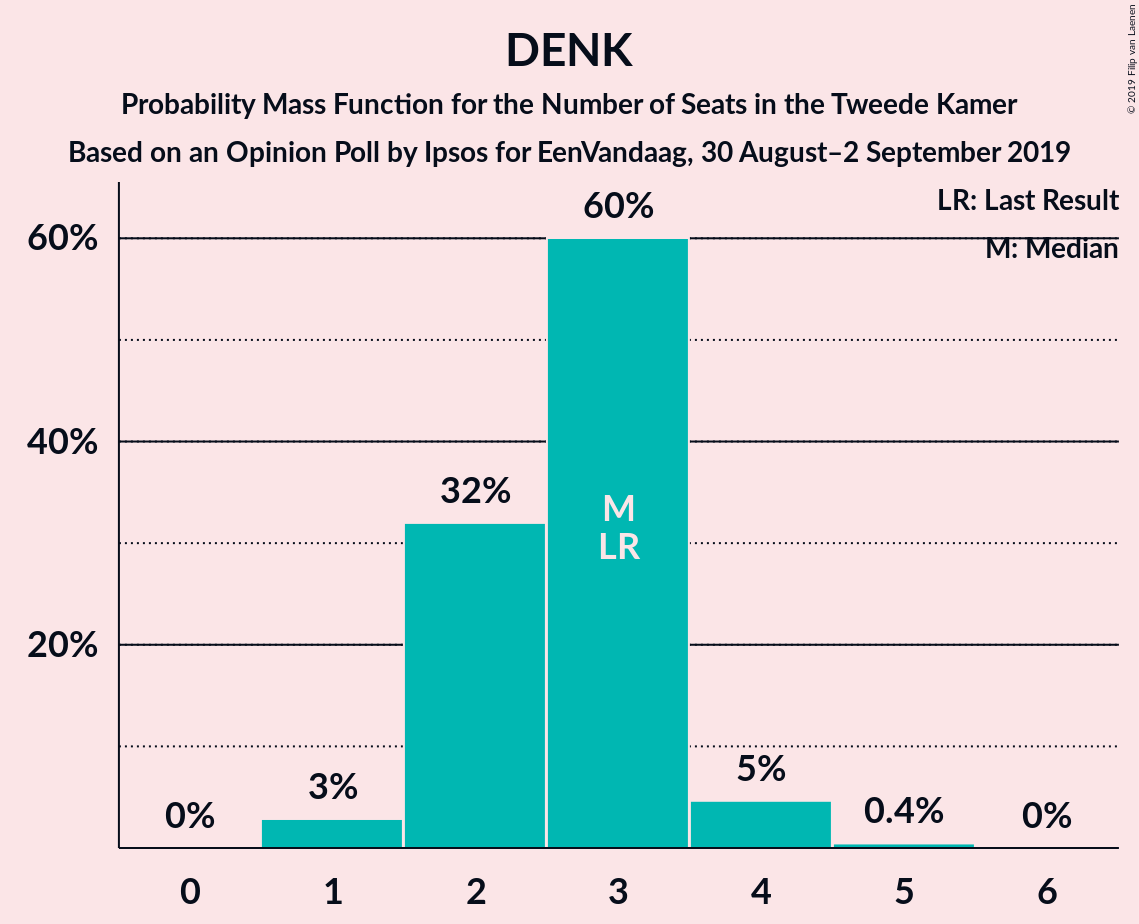 DENK
Probability Mass Function for the Number of Seats in the Tweede Kamer
Based on an Opinion Poll by Ipsos for EenVandaag, 30 August–2 September 2019
© 2019 Filip van Laenen
LR: Last Result
M: Median
60%
40%
20%
0%
3%
32%
60%
5%
0.4%
0%
M
LR
0
1
2
3
4
5
6